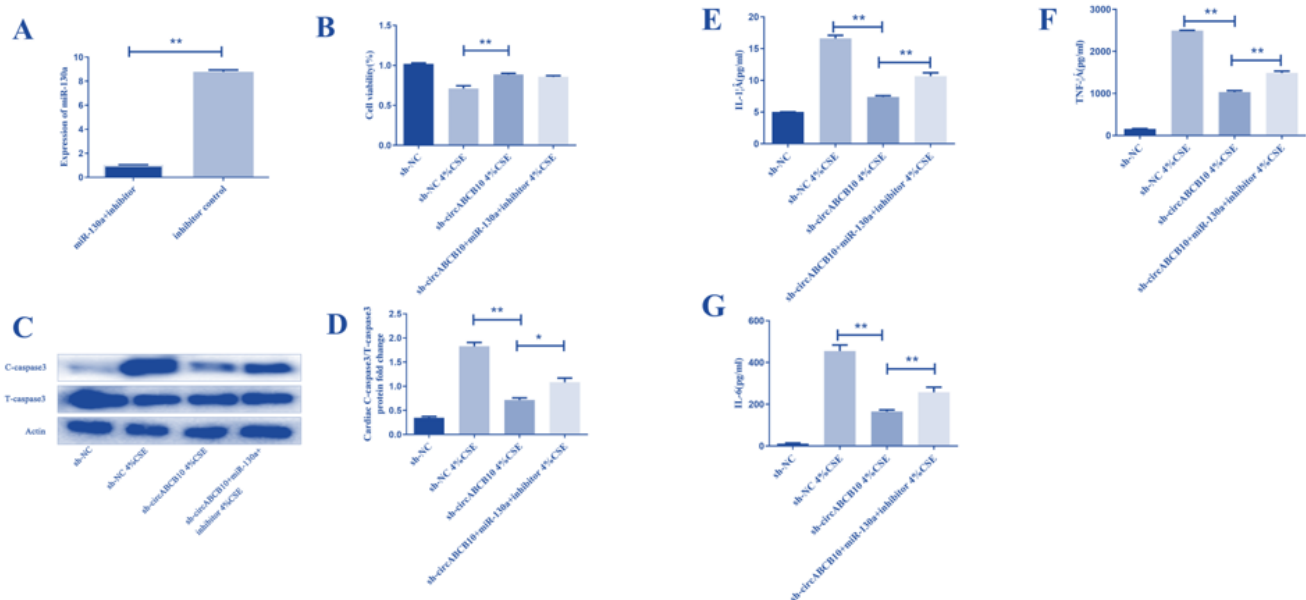 A
**
Expression of miR-130a
10
8
6
4
2
0
miR-130a+inhibitor
inhibitor control
B
**
Cell viability(%)
1.5
1.0
0.5
0.0
sh-NC
sh-NC 4%CSE
sh-circABCB10 4%CSE
sh-circABCB10+miR-130a+inhibitor 4%CSE
E
**
**
IL-1¦Â(pg/ml)
20
15
10
5
0
sh-NC
sh-NC 4%CSE
sh-circABCB10 4%CSE
sh-circABCB10+miR-130a+inhibitor 4%CSE
F
**
**
TNF-¦Á(pg/ml)
3000
2000
1000
0
sh-NC
sh-NC 4%CSE
sh-circABCB10 4%CSE
sh-circABCB10+miR-130a+inhibitor 4%CSE
C
C-caspase3
T-caspase3
Actin
sh-NC
sh-NC 4%CSE
sh-circABCB10 4%CSE
sh-circABCB10+miR-130a+
inhibitor 4%CSE
D
**
*
Cardiac C-caspase3/T-caspase3
protein fold change
2.5
2.0
1.5
1.0
0.5
0.0
sh-NC
sh-NC 4%CSE
sh-circABCB10 4%CSE
sh-circABCB10+miR-130a+inhibitor 4%CSE
G
**
**
IL-6(pg/ml)
600
400
200
0
sh-NC
sh-NC 4%CSE
sh-circABCB10 4%CSE
sh-circABCB10+miR-130a+inhibitor 4%CSE